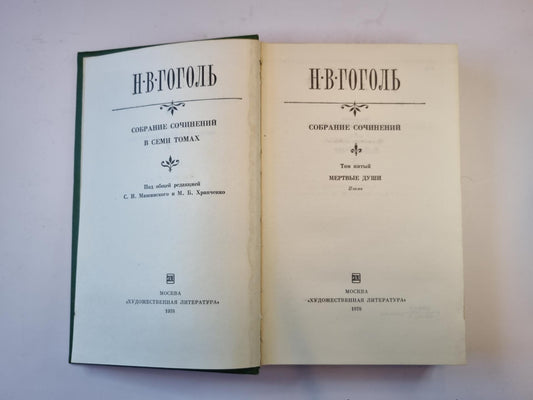 Н·В·ГОГОЛЬ
СОБРАНИЕ СОЧИНЕНИЙ
В СЕМИ ТОМАХ
Под общей редакцией
С. И. Машинского и М. Б. Храпченко
МОСКВА
«ХУДОЖЕСТВЕННАЯ ЛИТЕРАТУРА»
1978
Н·В·ГОГОЛЬ
СОБРАНИЕ СОЧИНЕНИЙ
Том пятый
МЕРТВЫЕ ДУШИ
Поэма
МОСКВА
«ХУДОЖЕСТВЕННАЯ ЛИТЕРАТУРА»
1978